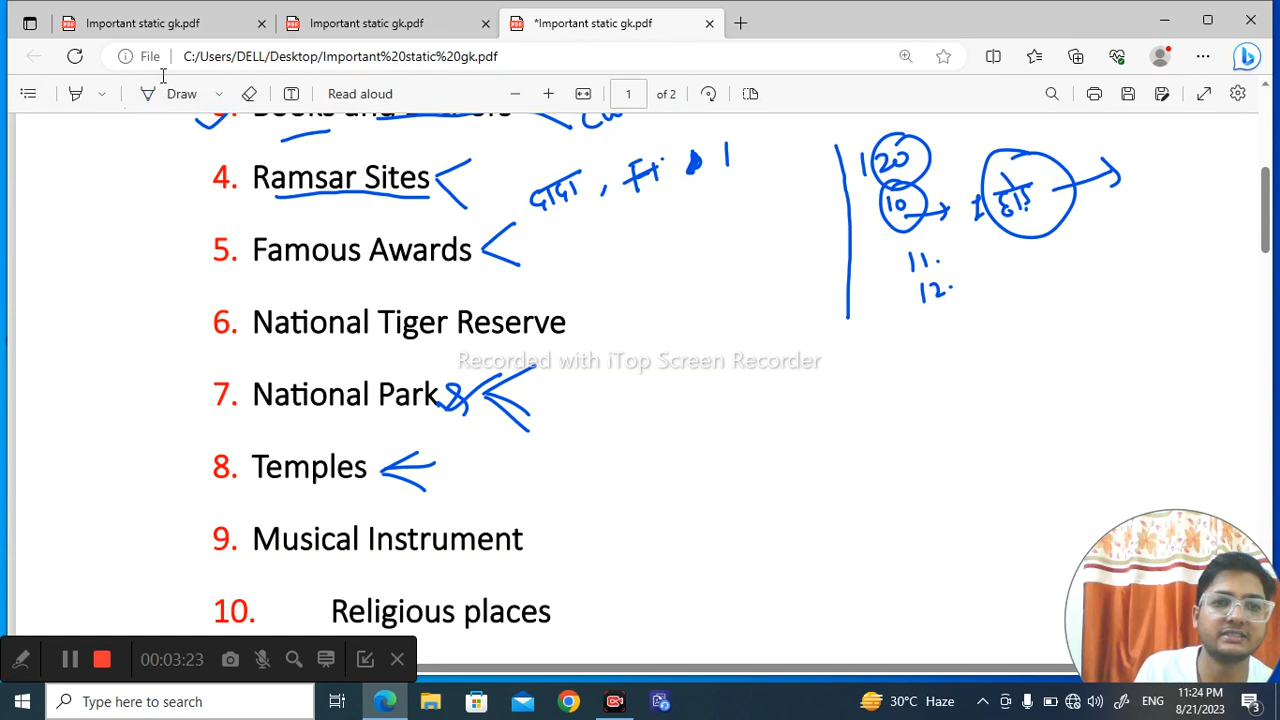 Important static gk.pdf
Important static gk.pdf
*Important static gk.pdf
File
C:/Users/DELL/Desktop/Important%20static%20gk.pdf
Draw
Read aloud
1 of 2
4. Ramsar Sites
120
10
11.
12.
5. Famous Awards
6. National Tiger Reserve
Recorded with iTop Screen Recorder
7. National Park &
8. Temples
9. Musical Instrument
10. Religious places
00:03:23
Type here to search
30°C Haze
ENG
11:24 PM
8/21/2023
3